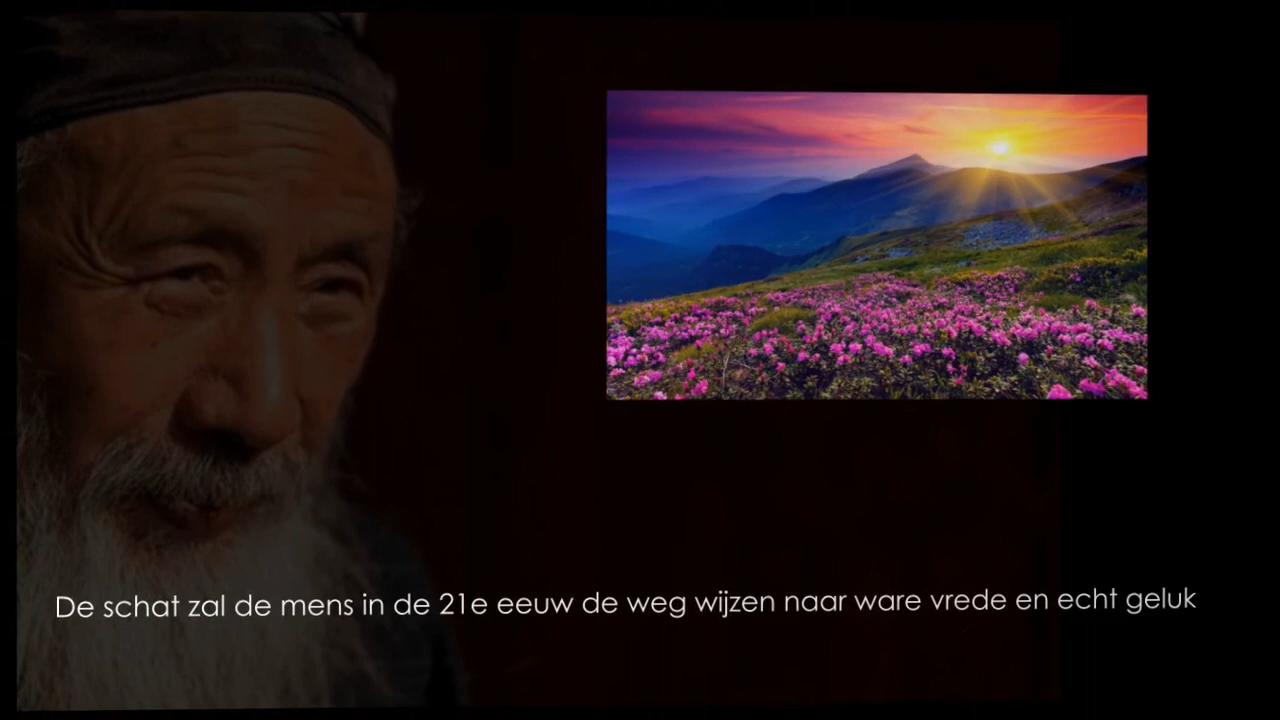 De schat zal de mens in de 21e eeuw de weg wijzen naar ware vrede en echt geluk